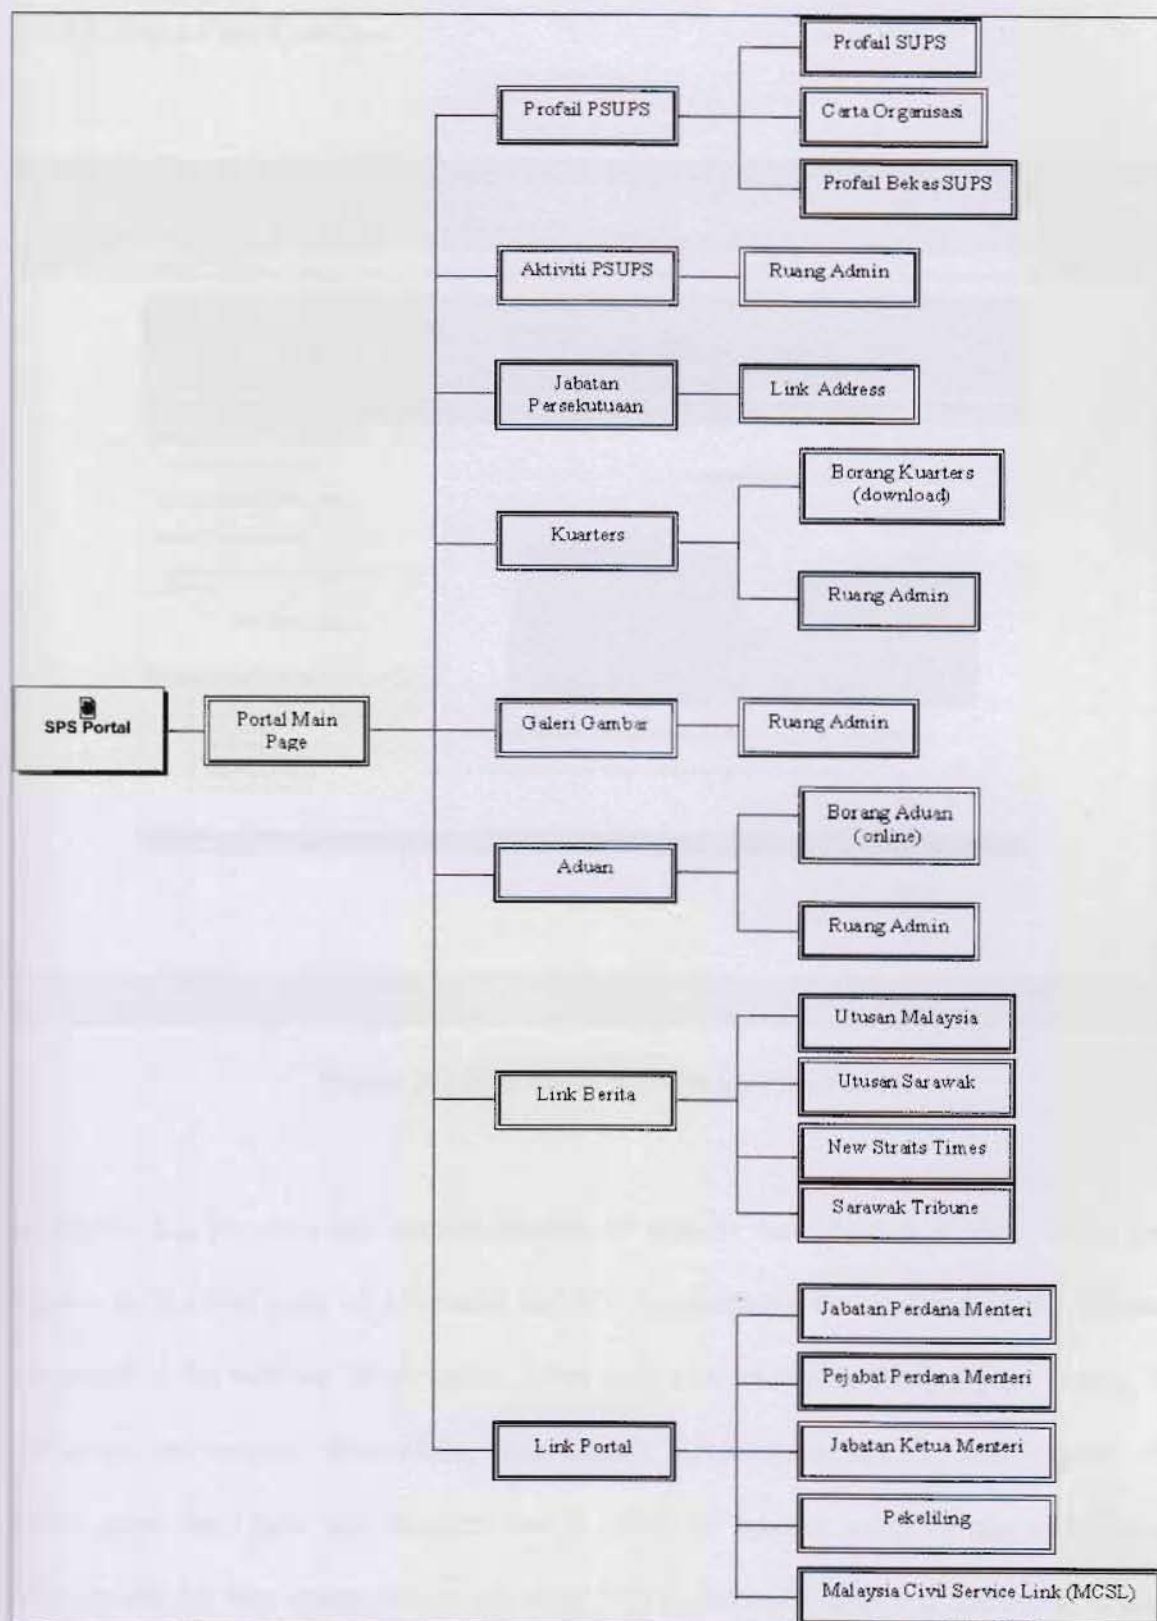 Profail SUPS
Profail PSUPS
Carta Organisasi
Profail Bekas SUPS
Aktiviti PSUPS
Ruang Admin
Jabatan
Persekutuaan
Link Address
Borang Kuarters
(download)
Kuarters
Ruang Admin
SPS Portal
Portal Main
Page
Galeri Gambar
Ruang Admin
Borang Aduan
(online)
Aduan
Ruang Admin
Utusan Malaysia
Link Berita
Utusan Sarawak
New Straits Times
Sarawak Tribune
Jabatan Perdana Menteri
Pejabat Perdana Menteri
Link Portal
Jabatan Ketua Menteri
Pekeliling
Malaysia Civil Service Link (MCSL)